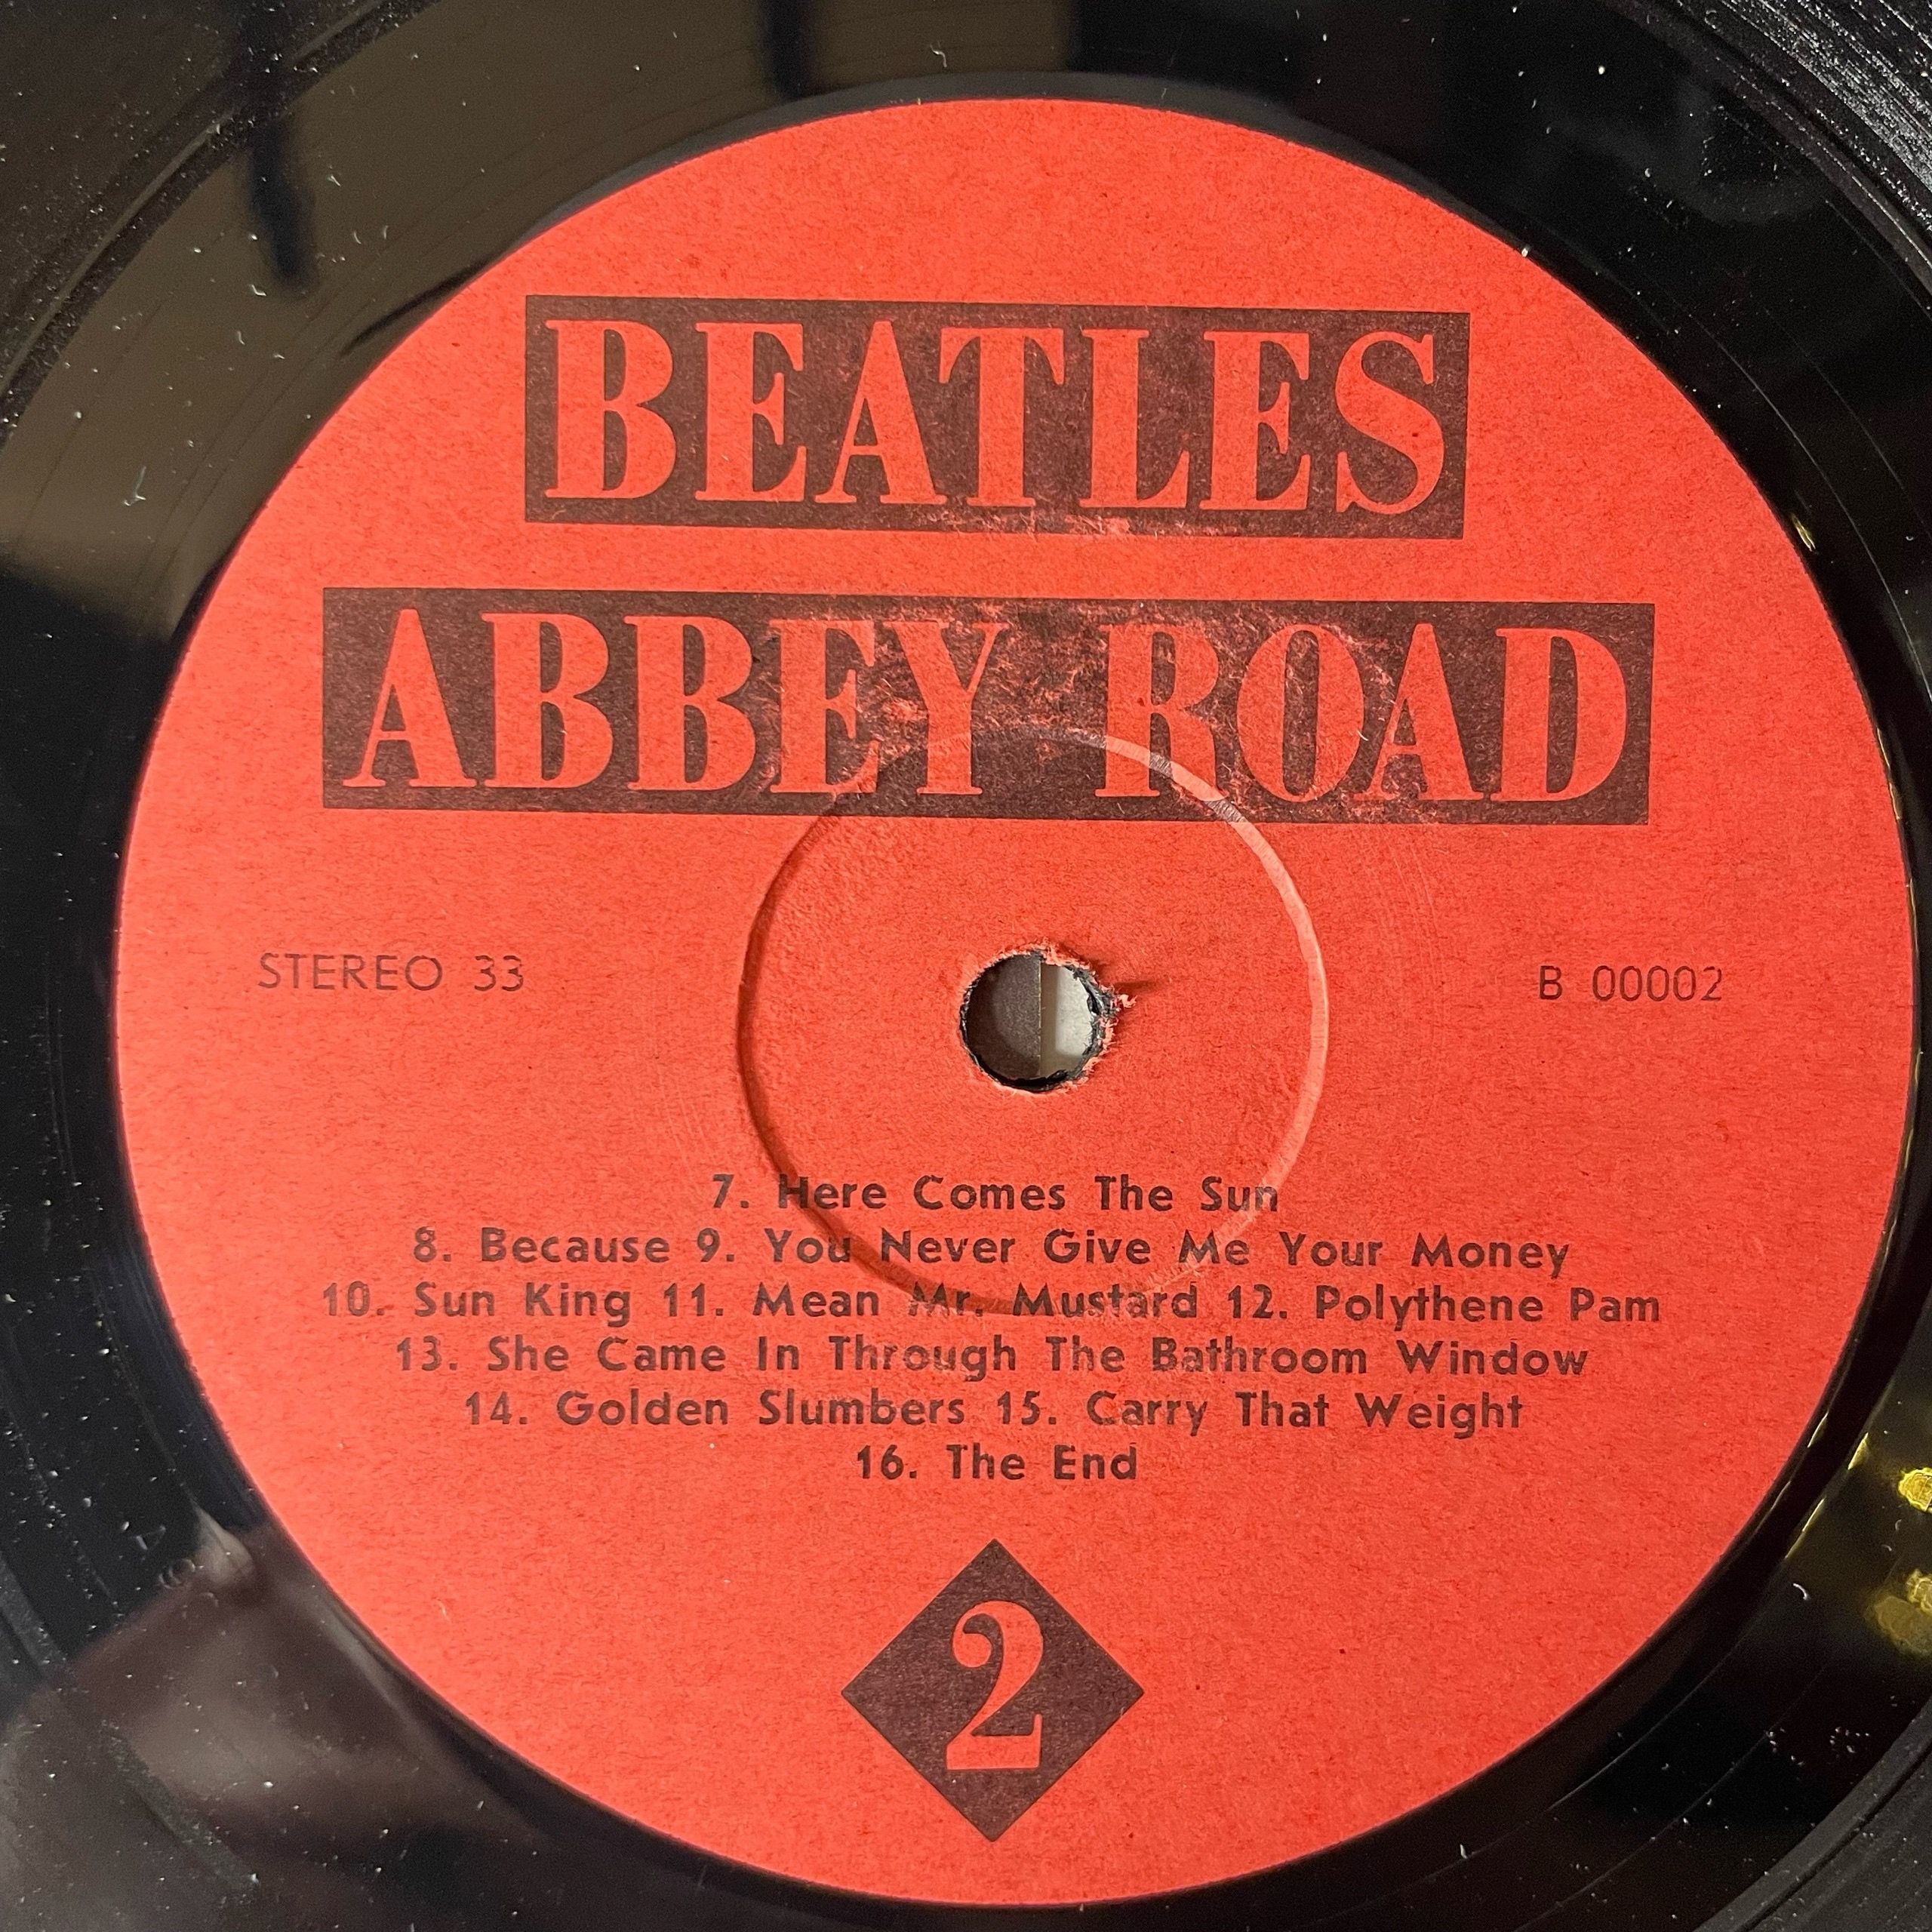 BEATLES
ABBEY ROAD
STEREO 33
B 00002
7. Here Comes The Sun
8. Because 9. You Never Give Me Your Money
10. Sun King 11. Mean Mr. Mustard 12. Polythene Pam
13. She Came In Through The Bathroom Window
14. Golden Slumbers 15. Carry That Weight
16. The End
2